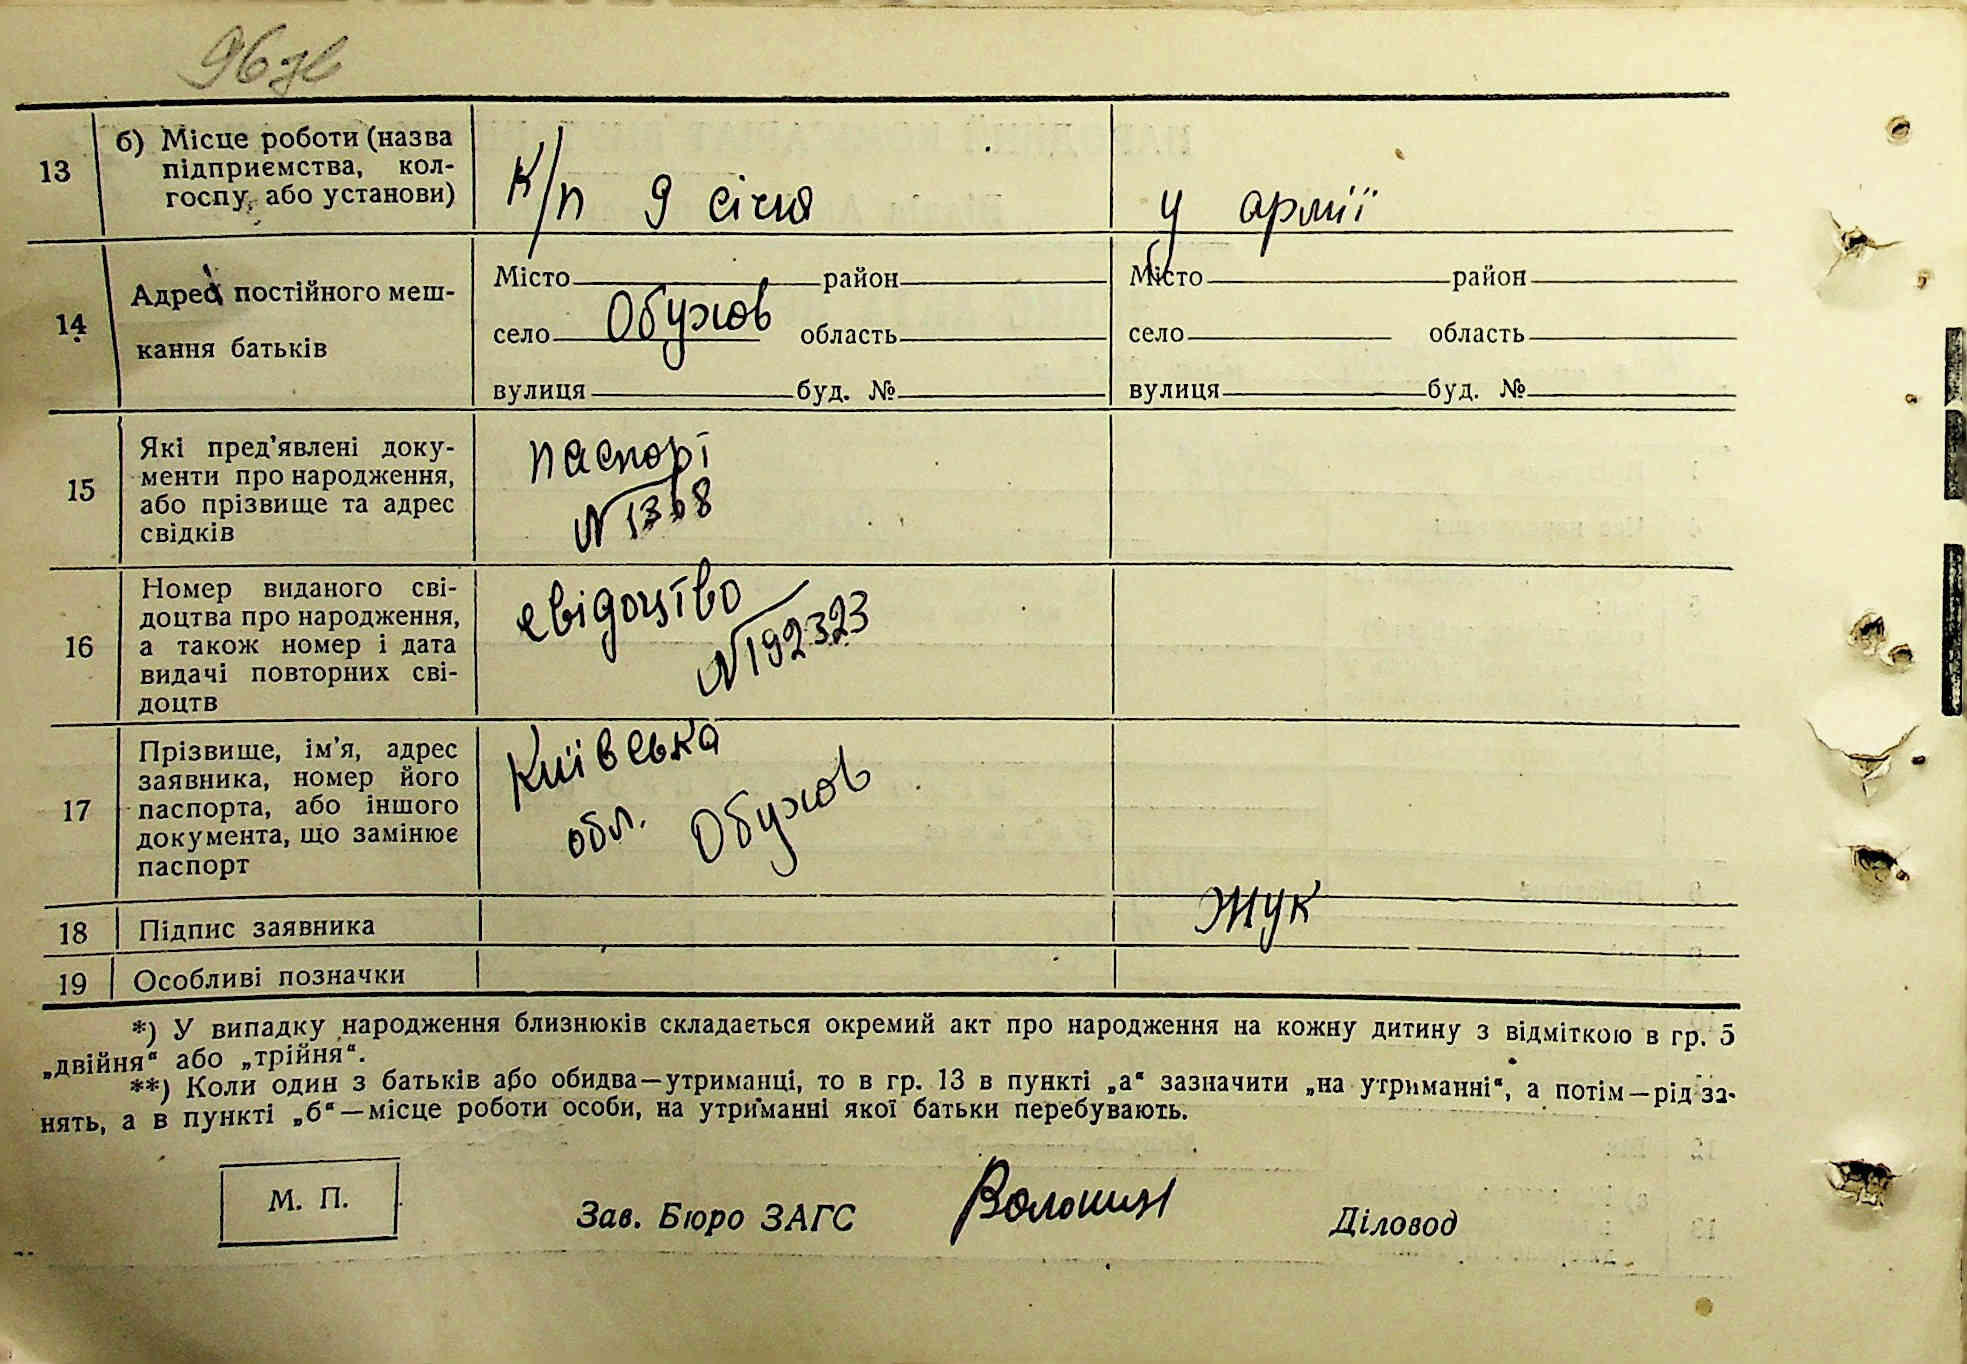 96 зв
13 б) Місце роботи (назва
підприємства, кол-
госпу, або установи)
к/п 9 січня
у армії
14 Адреса постійного меш-
кання батьків
Місто район
село Обухов область
вулиця буд. №
Місто район
село область
вулиця буд. №
15 Які пред'явлені доку-
менти про народження,
або прізвище та адрес
свідків
паспорт
№ 1368
16 Номер виданого сві-
доцтва про народження,
а також номер і дата
видачі повторних сві-
доцтв
свідоцтво
№ 192323
17 Прізвище, ім'я, адрес
заявника, номер його
паспорта, або іншого
документа, що замінює
паспорт
Київська
обл. Обухов
18 Підпис заявника
Жук
19 Особливі позначки
*) У випадку народження близнюків складається окремий акт про народження на кожну дитину з відміткою в гр. 5
„двійня“ або „трійня“.
**) Коли один з батьків або обидва—утриманці, то в гр. 13 в пункті „а“ зазначити „на утриманні“, а потім—рід за-
нять, а в пункті „б“—місце роботи особи, на утриманні якої батьки перебувають.
М. П.
Зав. Бюро ЗАГС Волошин Діловод